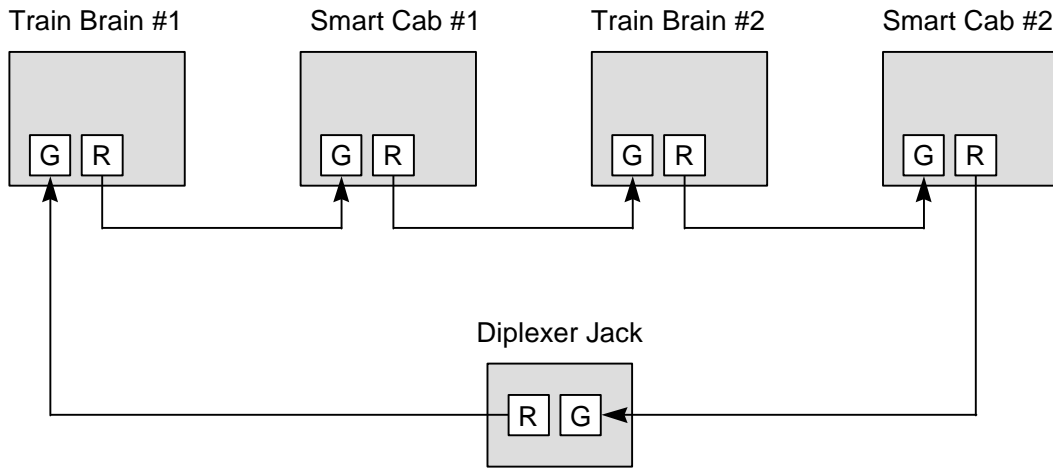 Train Brain #1 Smart Cab #1 Train Brain #2 Smart Cab #2
G R G R G R G R
Diplexer Jack
R G